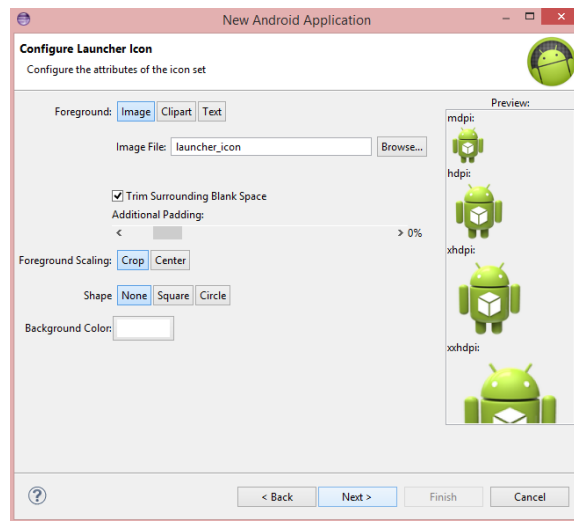 New Android Application
Configure Launcher Icon
Configure the attributes of the icon set
Foreground: Image Clipart Text
Image File: launcher_icon Browse...
Trim Surrounding Blank Space
Additional Padding:
0%
Foreground Scaling: Crop Center
Shape None Square Circle
Background Color:
Preview:
mdpi:
hdpi:
xhdpi:
xxhdpi:
< Back Next > Finish Cancel